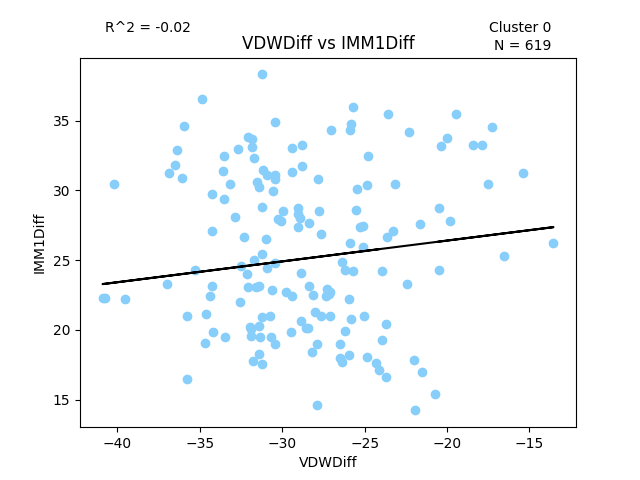 R^2 = -0.02
Cluster 0
VDWDiff vs IMM1Diff
N = 619
35
30
25
20
15
IMM1Diff
−40
−35
−30
−25
−20
−15
VDWDiff